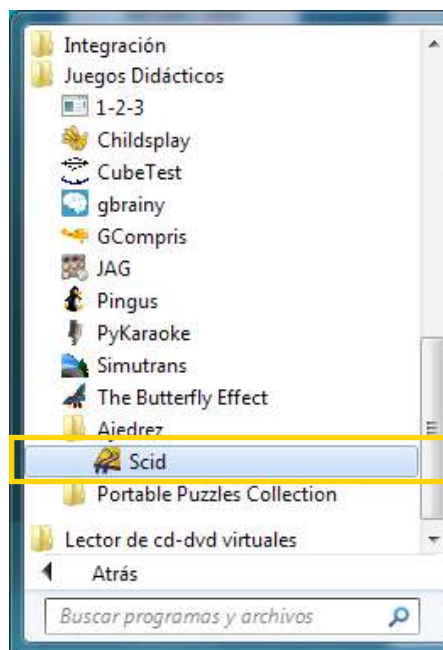 Integración
Juegos Didácticos
1-2-3
Childsplay
CubeTest
gbrainy
GCompris
JAG
Pingus
PyKaraoke
Simutrans
The Butterfly Effect
Ajedrez
Scid
Portable Puzzles Collection
Lector de cd-dvd virtuales
Atrás
Buscar programas y archivos